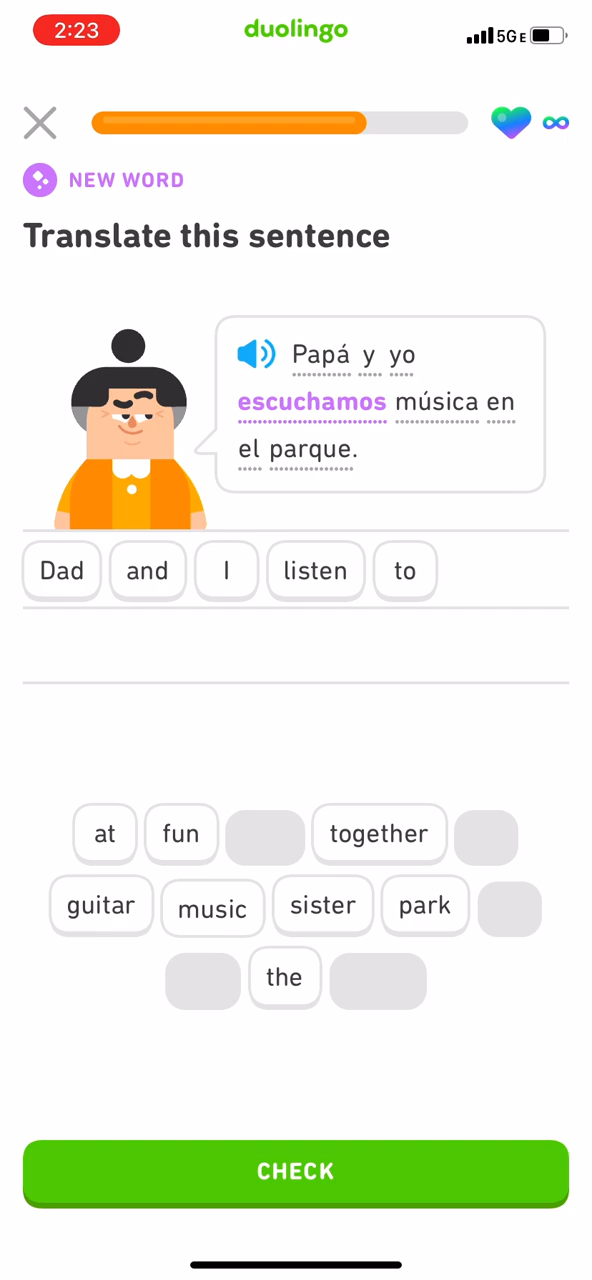 2:23
duolingo
5GE
NEW WORD
Translate this sentence
Papá y yo
escuchamos música en
el parque.
Dad and I listen to
at fun together
guitar music sister park
the
CHECK